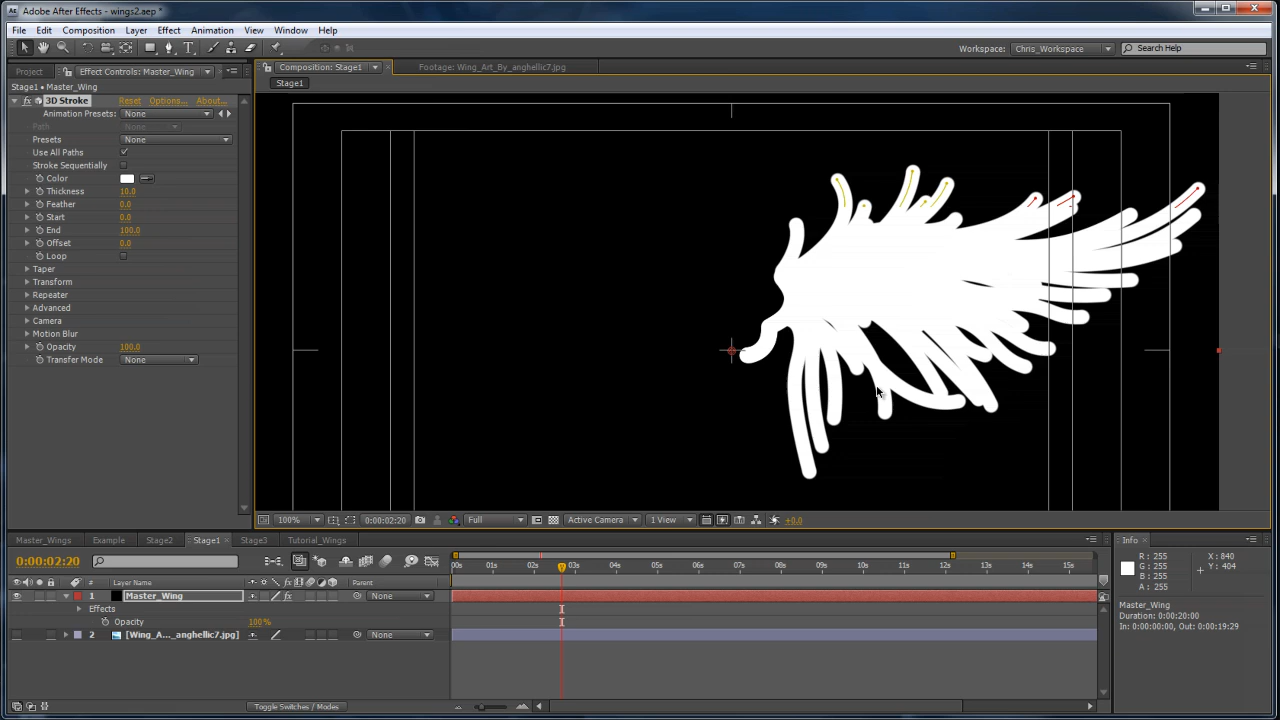 Adobe After Effects - wings2.aep *
File Edit Composition Layer Effect Animation View Window Help
Workspace: Chris_Workspace Search Help
Project Effect Controls: Master_Wing
Composition: Stage1 Footage: Wing_Art_By_anghellic7.jpg
Stage1 • Master_Wing
Stage1
fx 3D Stroke Reset Options... About...
Animation Presets: None
Path None
Presets None
Use All Paths
Stroke Sequentially
Color
Thickness 10.0
Feather 0.0
Start 0.0
End 100.0
Offset 0.0
Loop
Taper
Transform
Repeater
Advanced
Camera
Motion Blur
Opacity 100.0
Transfer Mode None
100% 0:00:02:20 Full Active Camera 1 View +0.0
Master_Wings Example Stage2 Stage1 Stage3 Tutorial_Wings
Info
0:00:02:20
00s 01s 02s 03s 04s 05s 06s 07s 08s 09s 10s 11s 12s 13s 14s 15s
# Layer Name Parent
1 Master_Wing None
Effects
Opacity 100%
2 [Wing_A..._anghellic7.jpg] None
Toggle Switches / Modes
R: 255
G: 255
B: 255
A: 255
X: 840
Y: 404
Master_Wing
Duration: 0:00:20:00
In: 0:00:00:00, Out: 0:00:19:29